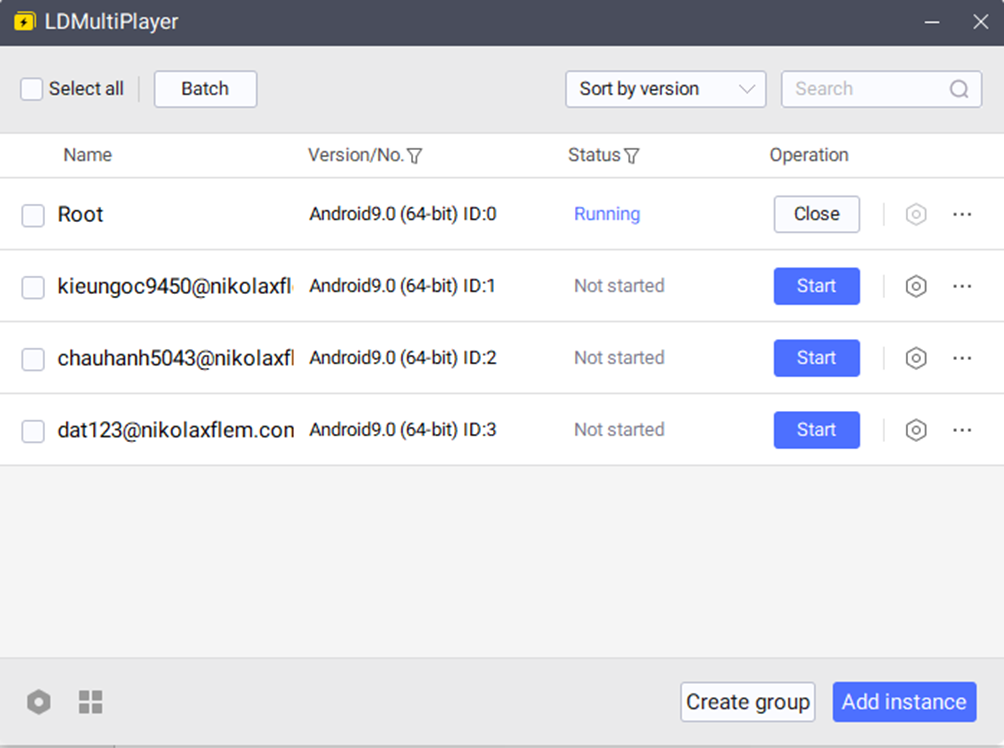 LDMultiPlayer
Select all Batch Sort by version Search
Name Version/No. Status Operation
Root Android9.0 (64-bit) ID:0 Running Close ...
kieungoc9450@nikolaxfl Android9.0 (64-bit) ID:1 Not started Start ...
chauhanh5043@nikolaxfl Android9.0 (64-bit) ID:2 Not started Start ...
dat123@nikolaxflem.con Android9.0 (64-bit) ID:3 Not started Start ...
Create group Add instance